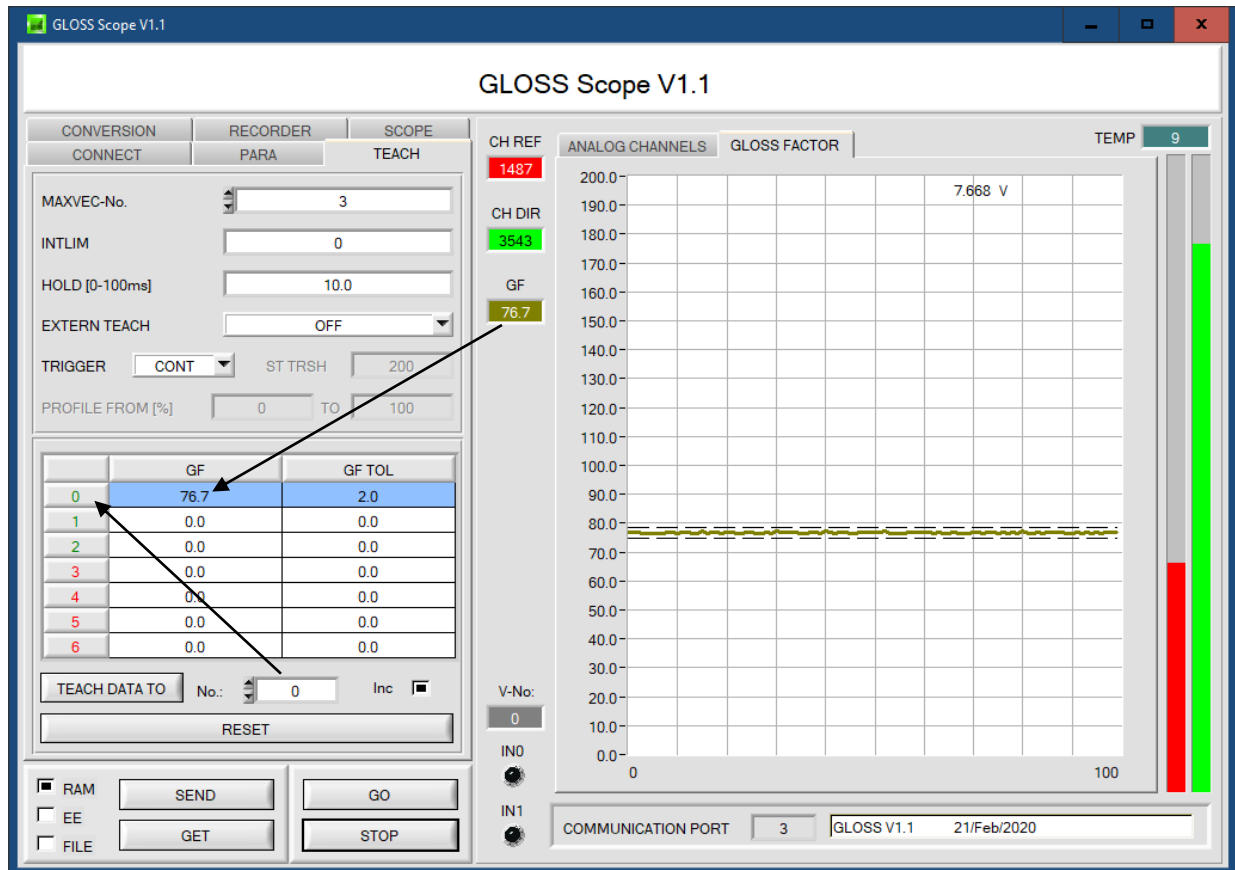 GLOSS Scope V1.1
GLOSS Scope V1.1
CONVERSION RECORDER SCOPE
CONNECT PARA TEACH
MAXVEC-No. 3
INTLIM 0
HOLD [0-100ms] 10.0
EXTERN TEACH OFF
TRIGGER CONT ST TRSH 200
PROFILE FROM [%] 0 TO 100
GF GF TOL
0 76.7 2.0
1 0.0 0.0
2 0.0 0.0
3 0.0 0.0
4 0.0 0.0
5 0.0 0.0
6 0.0 0.0
TEACH DATA TO No.: 0 Inc
RESET
RAM
EE
FILE
SEND
GET
GO
STOP
CH REF
1487
CH DIR
3543
GF
76.7
V-No:
0
IN0
IN1
ANALOG CHANNELS GLOSS FACTOR
TEMP 9
7.668 V
200.0
190.0
180.0
170.0
160.0
150.0
140.0
130.0
120.0
110.0
100.0
90.0
80.0
70.0
60.0
50.0
40.0
30.0
20.0
10.0
0.0
0 100
COMMUNICATION PORT 3 GLOSS V1.1 21/Feb/2020